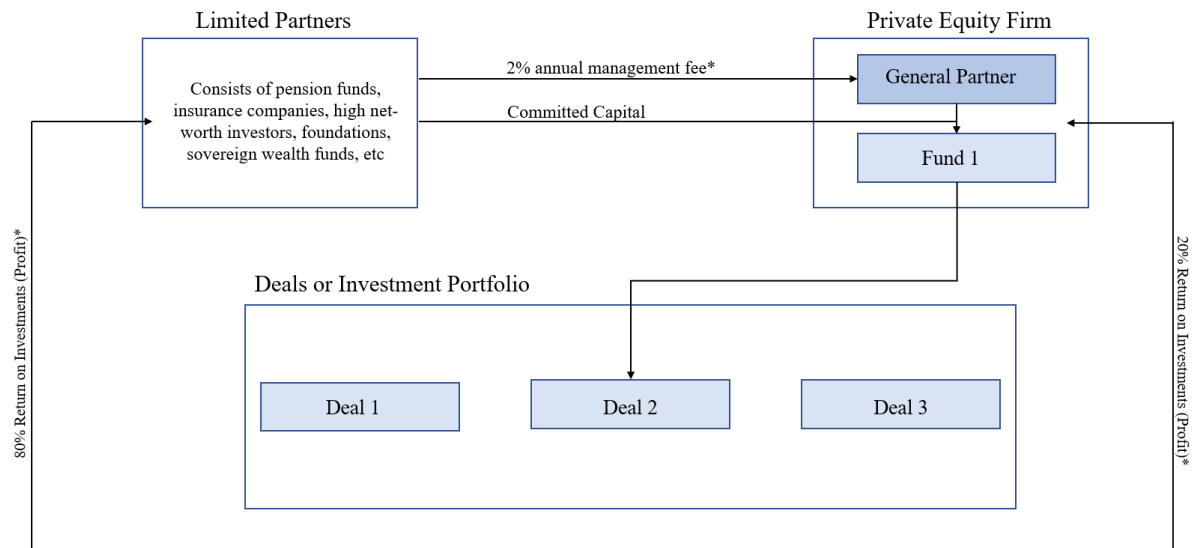 Limited Partners
Private Equity Firm
Consists of pension funds,
insurance companies, high net-
worth investors, foundations,
sovereign wealth funds, etc
2% annual management fee*
General Partner
Committed Capital
Fund 1
80% Return on Investments (Profit)*
20% Return on Investments (Profit)*
Deals or Investment Portfolio
Deal 1
Deal 2
Deal 3